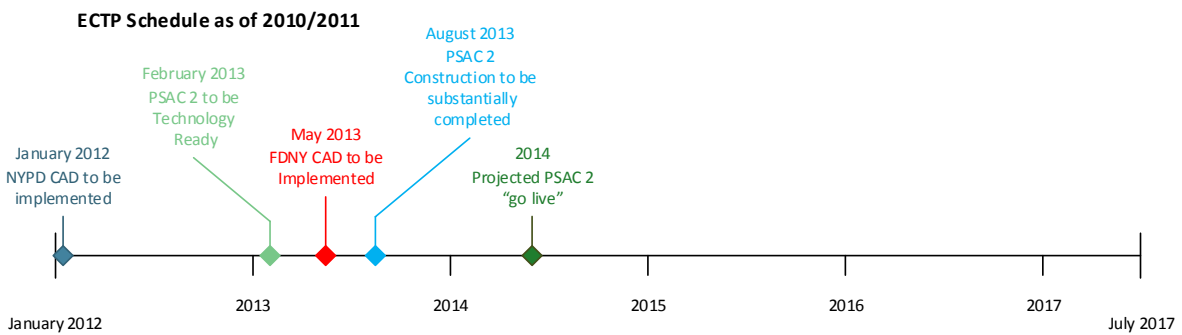 ECTP Schedule as of 2010/2011
January 2012
NYPD CAD to be
implemented
February 2013
PSAC 2 to be
Technology
Ready
May 2013
FDNY CAD to be
Implemented
August 2013
PSAC 2
Construction to be
substantially
completed
2014
Projected PSAC 2
“go live”
January 2012
2013
2014
2015
2016
2017
July 2017